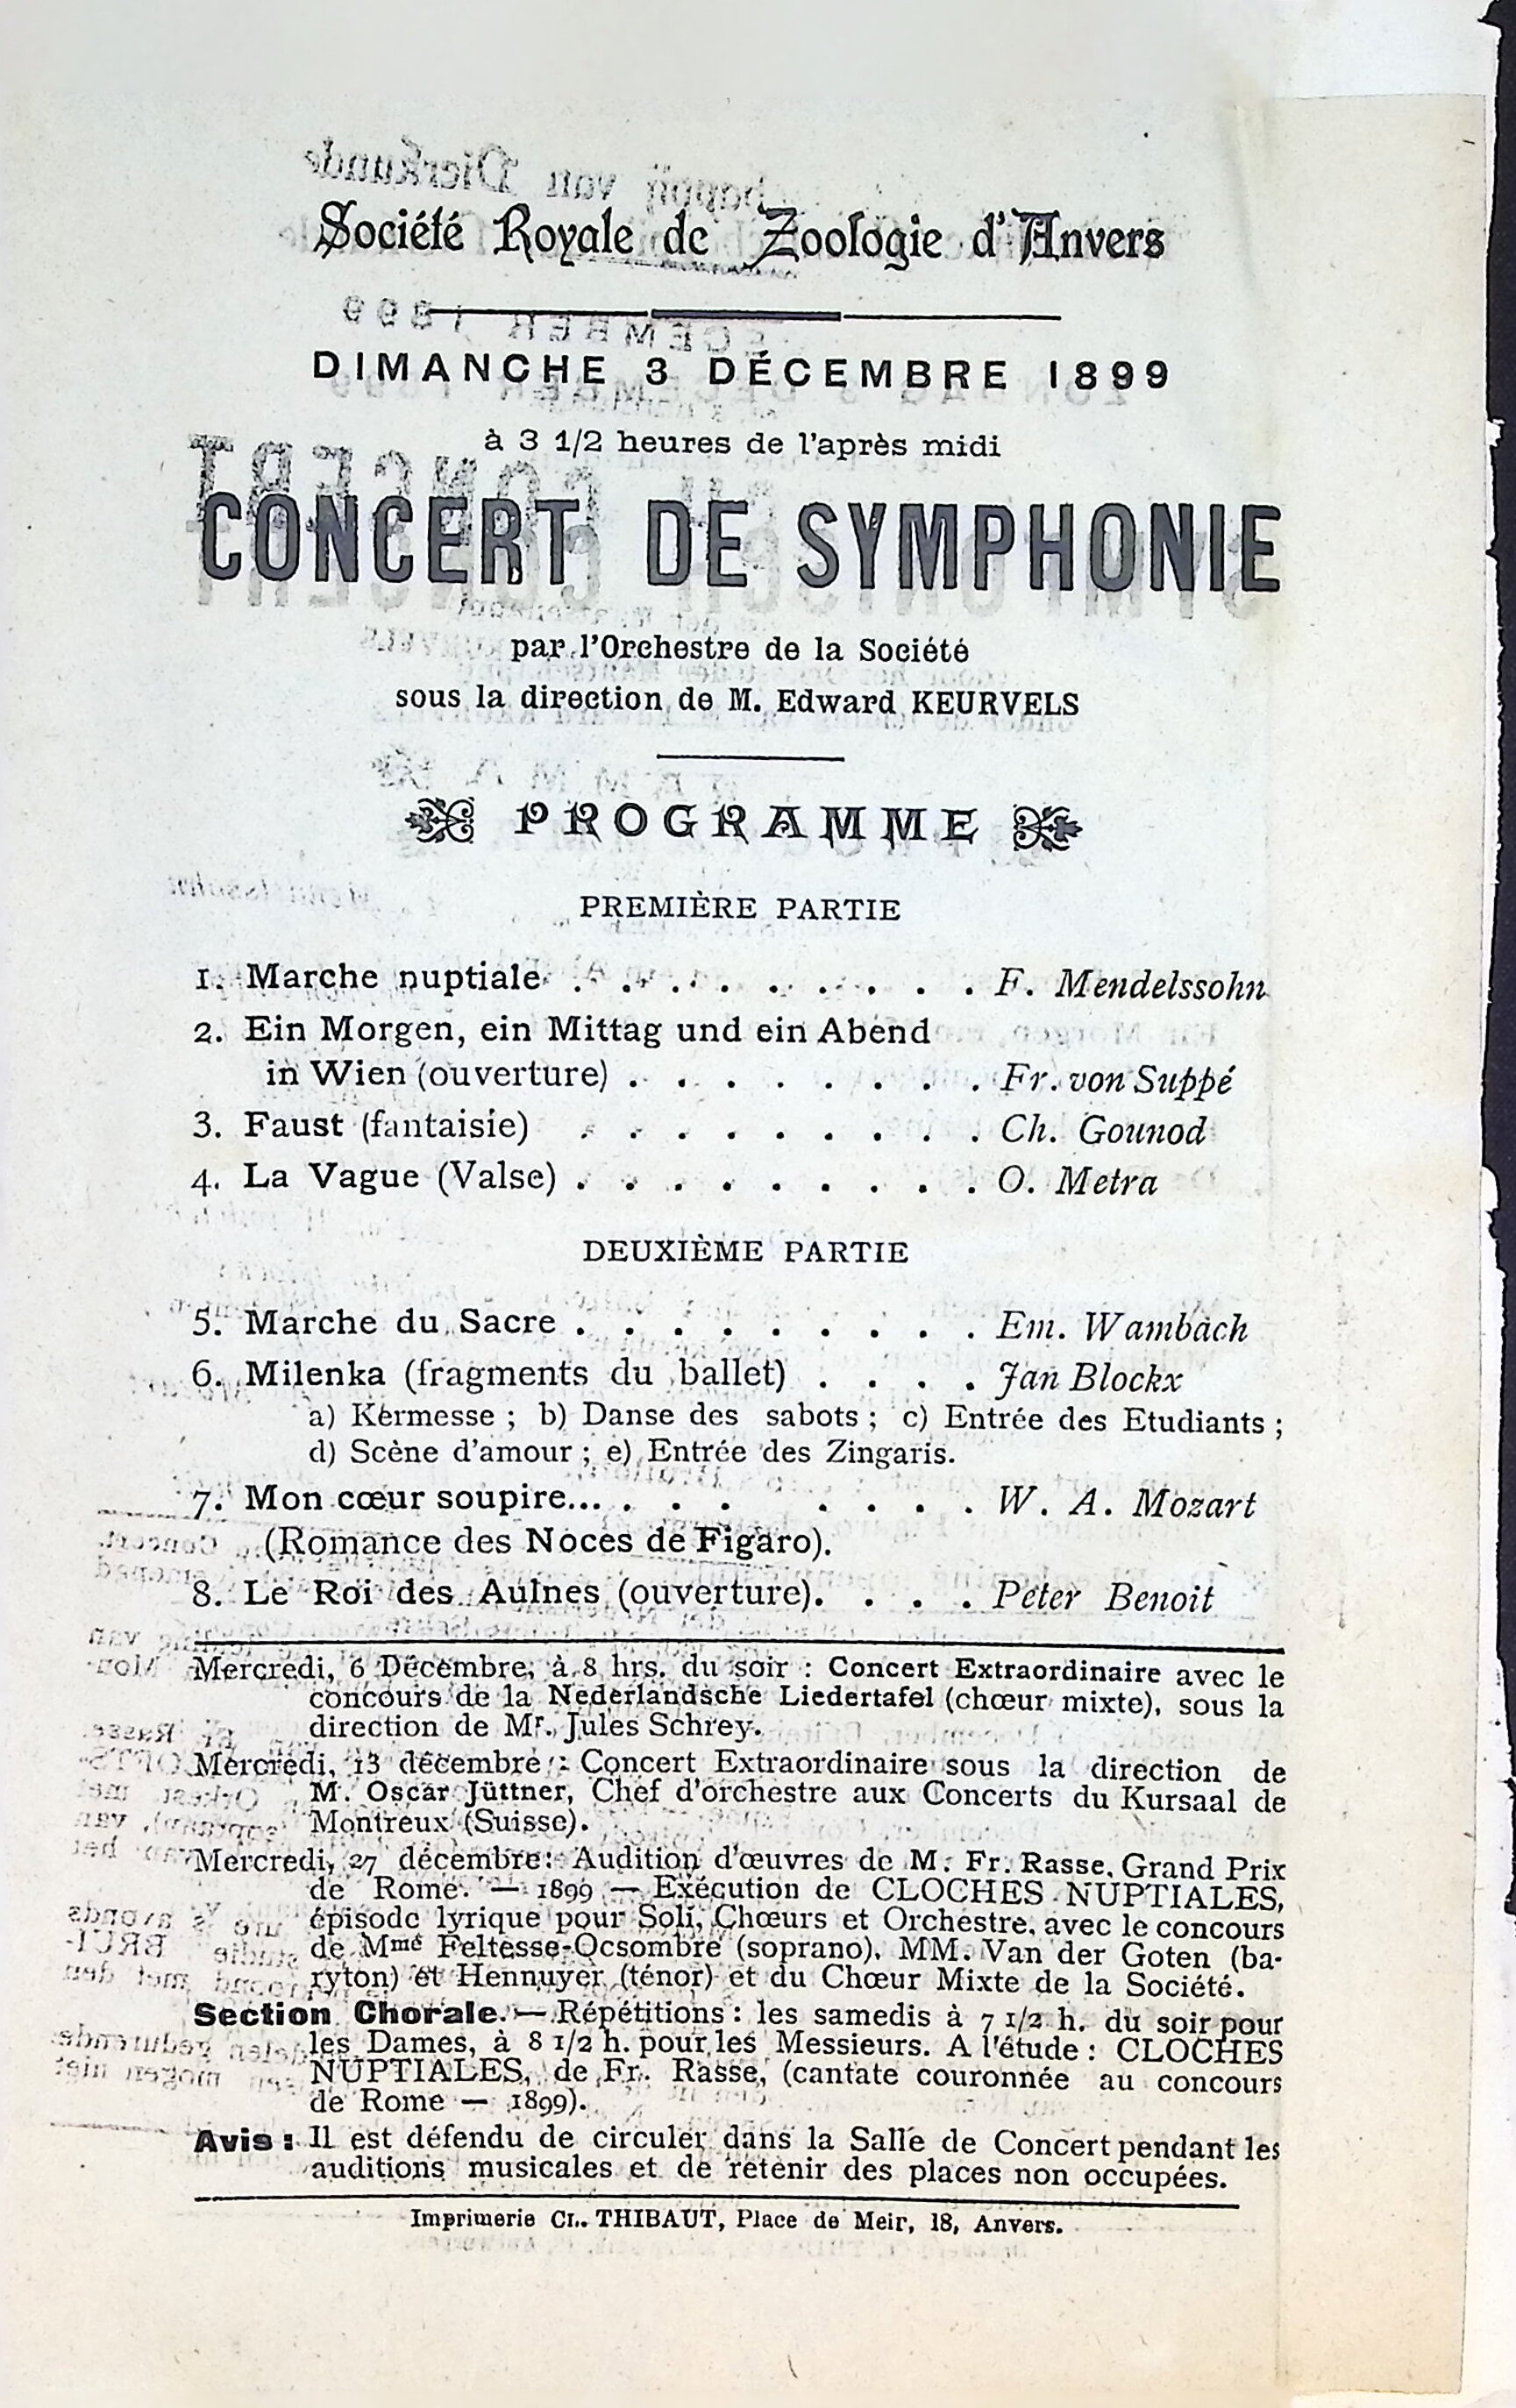 Société Royale de Zoologie d'Anvers
DIMANCHE 3 DÉCEMBRE 1899
à 3 1/2 heures de l'après midi
CONCERT DE SYMPHONIE
par l'Orchestre de la Société
sous la direction de M. Edward KEURVELS
PROGRAMME
PREMIÈRE PARTIE
1. Marche nuptiale . . . . . . . . . F. Mendelssohn
2. Ein Morgen, ein Mittag und ein Abend
in Wien (ouverture) . . . . . . . . Fr. von Suppé
3. Faust (fantaisie) . . . . . . . . . Ch. Gounod
4. La Vague (Valse) . . . . . . . . . O. Metra
DEUXIÈME PARTIE
5. Marche du Sacre . . . . . . . . . Em. Wambach
6. Milenka (fragments du ballet) . . . . Jan Blockx
a) Kermesse ; b) Danse des sabots ; c) Entrée des Etudiants ;
d) Scène d'amour ; e) Entrée des Zingaris.
7. Mon cœur soupire... . . . . . . . W. A. Mozart
(Romance des Noces de Figaro).
8. Le Roi des Aulnes (ouverture). . . . . Peter Benoit
Mercredi, 6 Décembre, à 8 hrs. du soir : Concert Extraordinaire avec le
concours de la Nederlandsche Liedertafel (chœur mixte), sous la
direction de Mr. Jules Schrey.
Mercredi, 13 décembre : Concert Extraordinaire sous la direction de
M. Oscar Jüttner, Chef d'orchestre aux Concerts du Kursaal de
Montreux (Suisse).
Mercredi, 27 décembre : Audition d'œuvres de M. Fr. Rasse, Grand Prix
de Rome. — 1899 — Exécution de CLOCHES NUPTIALES,
épisode lyrique pour Soli, Chœurs et Orchestre, avec le concours
de Mme Feltesse-Ocsombre (soprano), MM. Van der Goten (ba-
ryton) et Hennuyer (ténor) et du Chœur Mixte de la Société.
Section Chorale. — Répétitions : les samedis à 7 1/2 h. du soir pour
les Dames, à 8 1/2 h. pour les Messieurs. A l'étude : CLOCHES
NUPTIALES, de Fr. Rasse, (cantate couronnée au concours
de Rome — 1899).
Avis : Il est défendu de circuler dans la Salle de Concert pendant les
auditions musicales et de retenir des places non occupées.
Imprimerie CL. THIBAUT, Place de Meir, 18, Anvers.